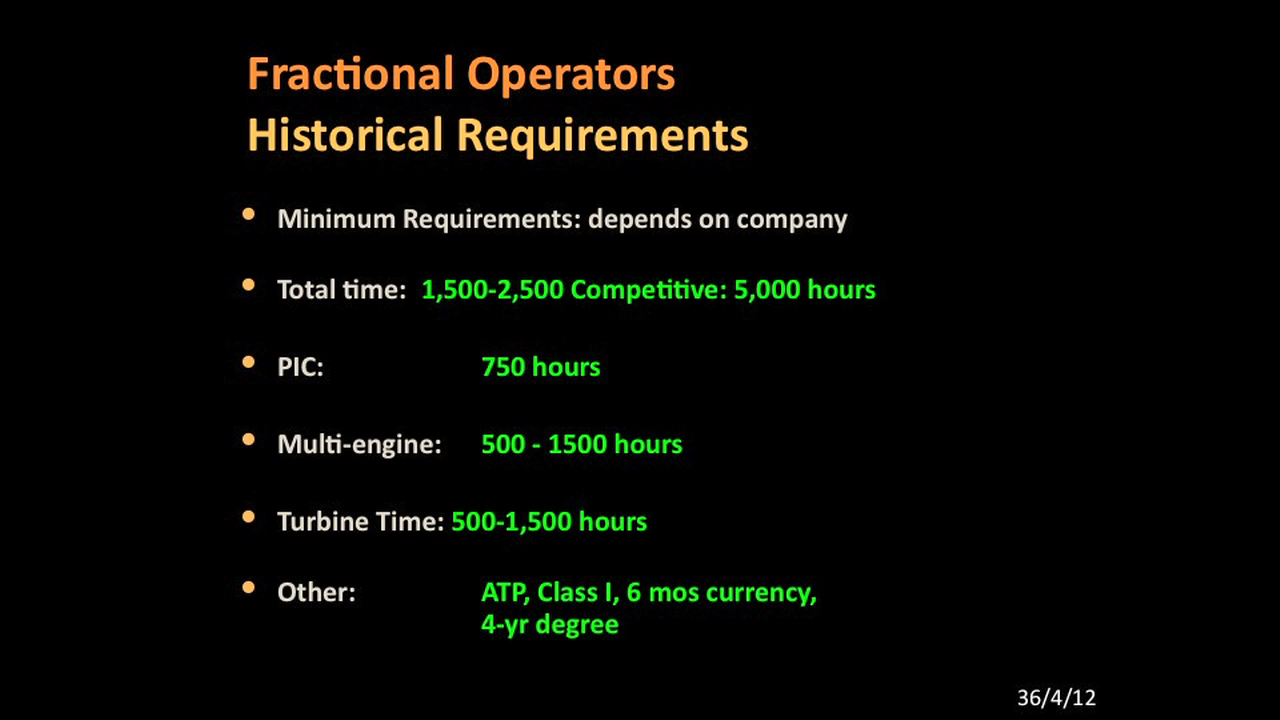 Fractional Operators
Historical Requirements
• Minimum Requirements: depends on company
• Total time: 1,500-2,500 Competitive: 5,000 hours
• PIC: 750 hours
• Multi-engine: 500 - 1500 hours
• Turbine Time: 500-1,500 hours
• Other: ATP, Class I, 6 mos currency,
4-yr degree
36/4/12